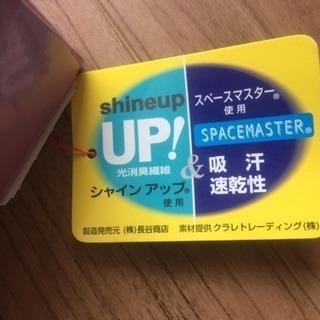 shineup
UP!
光消臭繊維
シャイン アップ®
使用
&
スペースマスター®
使用
SPACEMASTER®
吸汗
速乾性
製造発売元 (株)長谷商店 素材提供 クラレトレーディング(株)